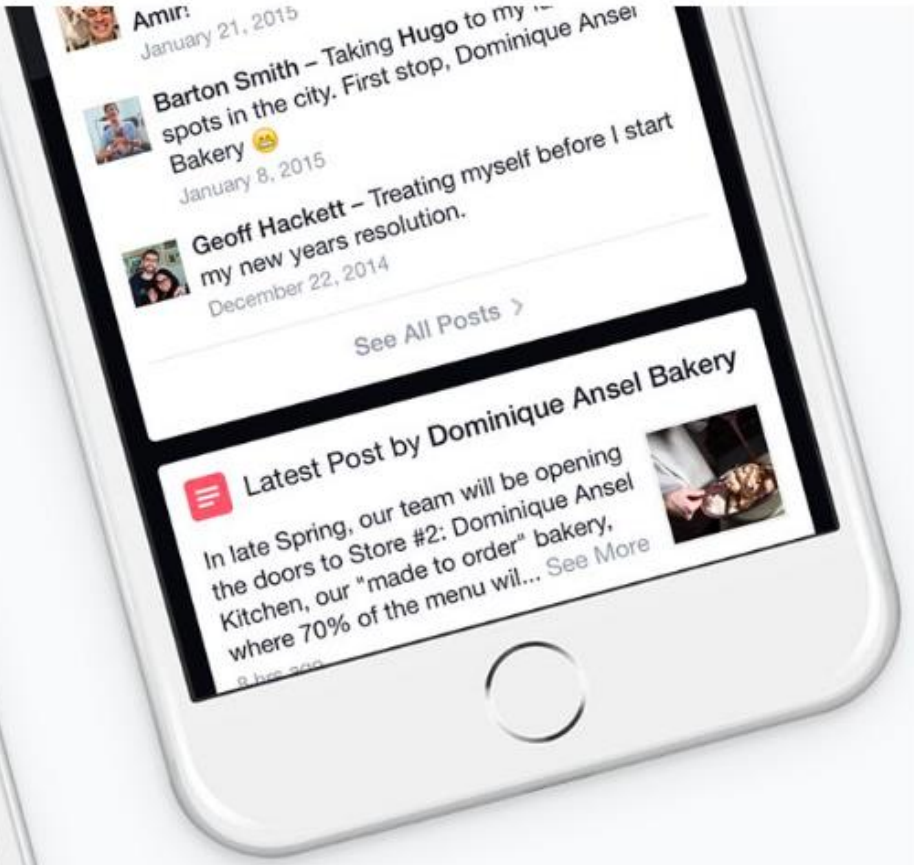 Amir!
January 21, 2015
Barton Smith – Taking Hugo to my
spots in the city. First stop, Dominique Ansel
Bakery 😁
January 8, 2015
Geoff Hackett – Treating myself before I start
my new years resolution.
December 22, 2014
See All Posts >
Latest Post by Dominique Ansel Bakery
In late Spring, our team will be opening
the doors to Store #2: Dominique Ansel
Kitchen, our "made to order" bakery,
where 70% of the menu wil... See More
8 hrs ago